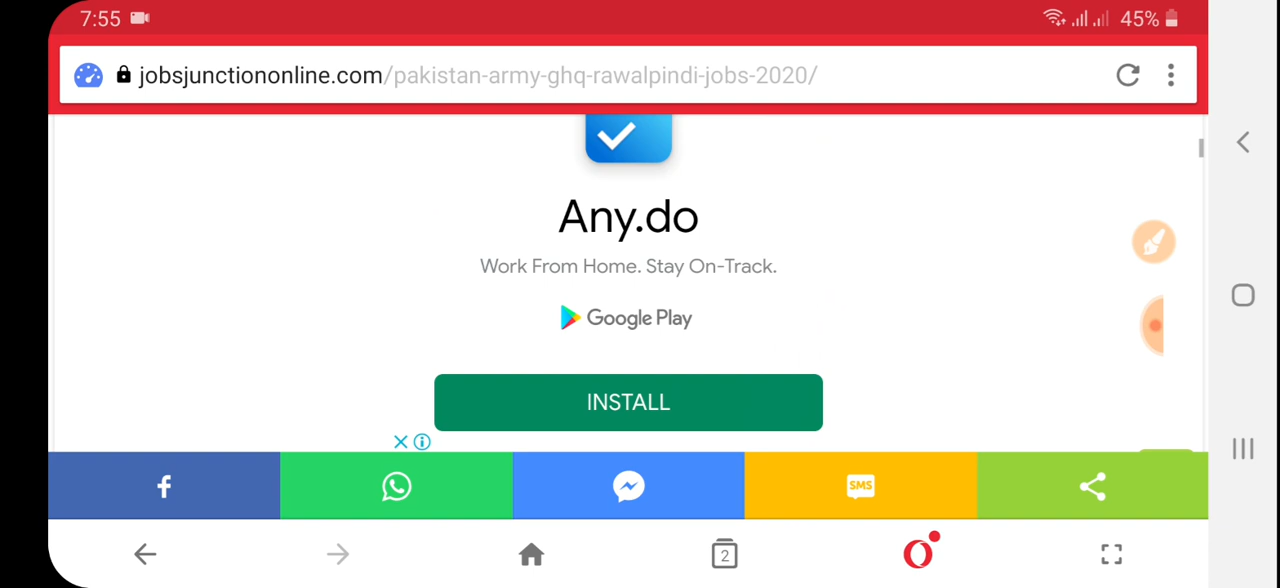 7:55 45%
jobsjunctiononline.com/pakistan-army-ghq-rawalpindi-jobs-2020/
Any.do
Work From Home. Stay On-Track.
Google Play
INSTALL
SMS
2